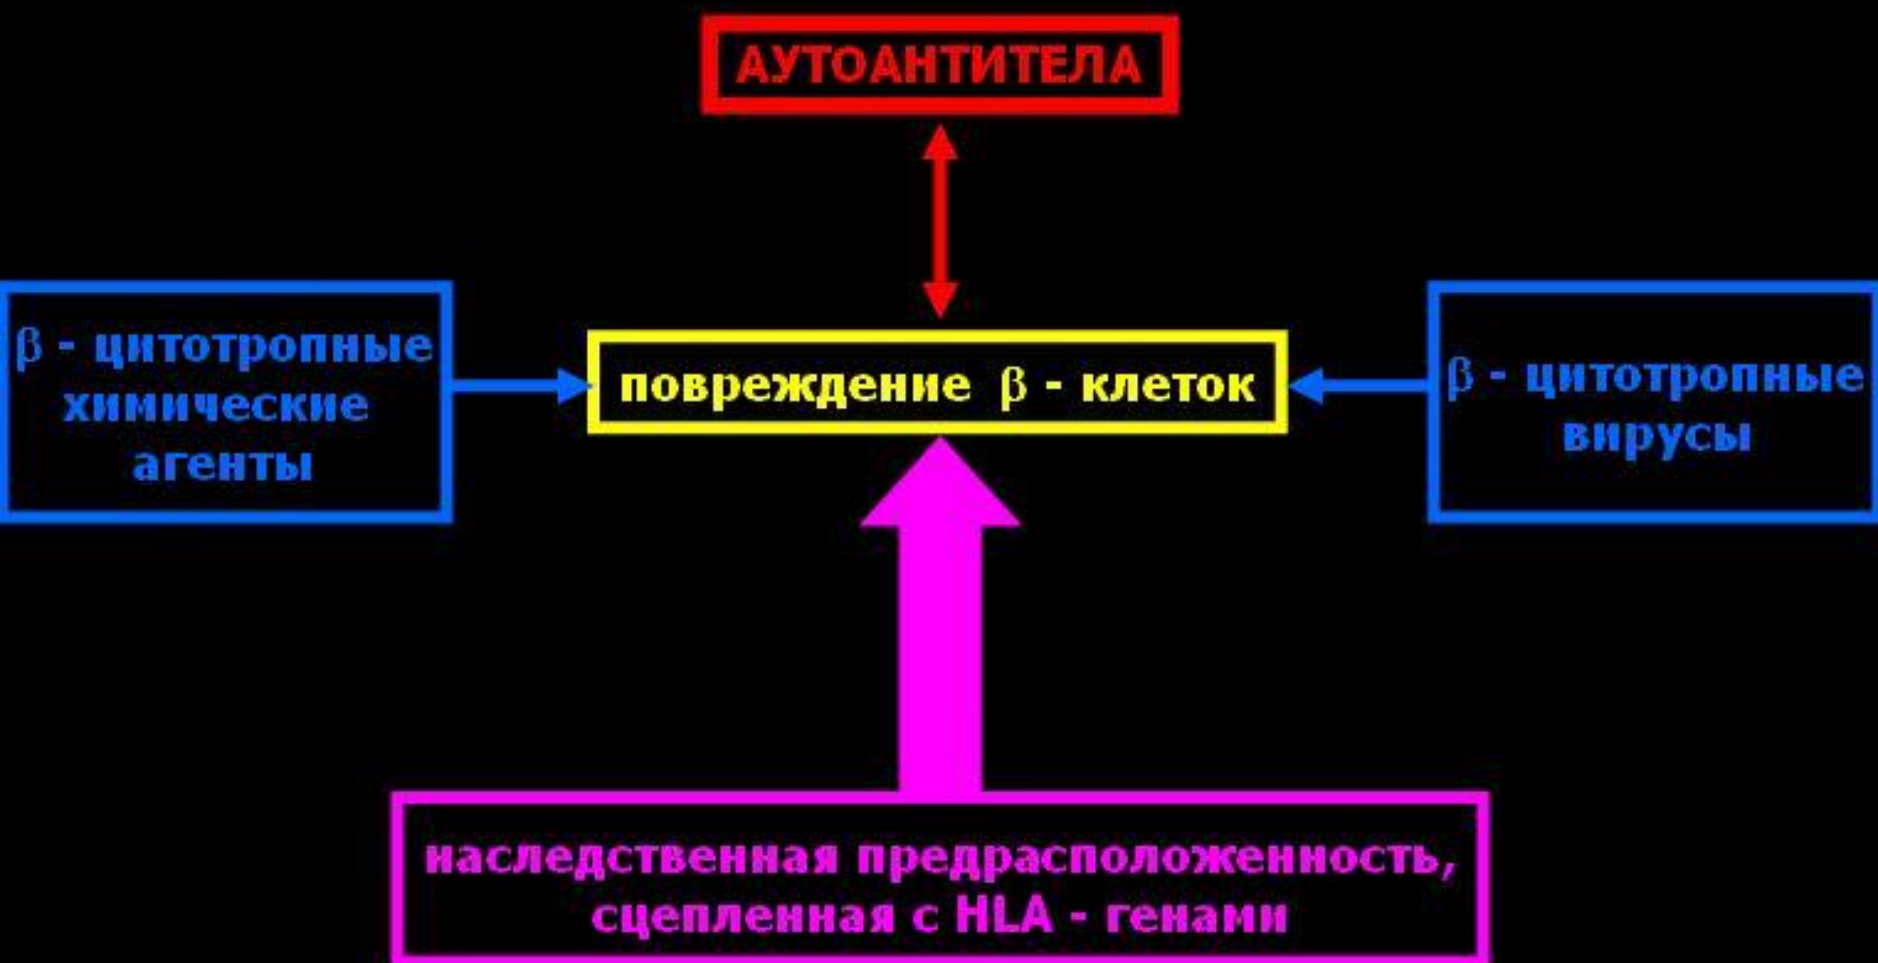 АУТОАНТИТЕЛА
β - цитотропные
химические
агенты
повреждение β - клеток
β - цитотропные
вирусы
наследственная предрасположенность,
сцепленная с HLA - генами